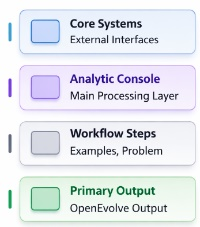 Core Systems
External Interfaces
Analytic Console
Main Processing Layer
Workflow Steps
Examples, Problem
Primary Output
OpenEvolve Output